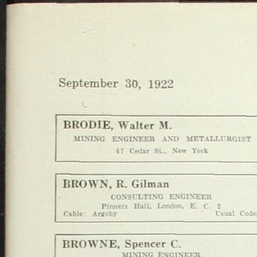 September 30, 1922
BRODIE, Walter M.
MINING ENGINEER AND METALLURGIST
47 Cedar St., New York
BROWN, R. Gilman
CONSULTING ENGINEER
Pinners Hall, London, E. C. 2
Cable: Argeby Usual Code
BROWNE, Spencer C.
MINING ENGINEER